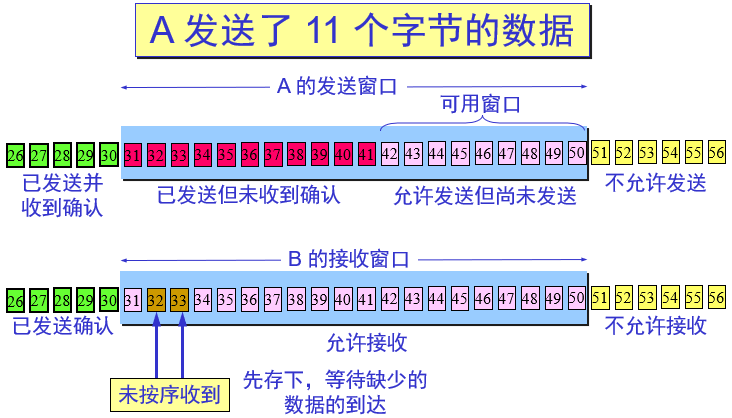 A 发送了 11 个字节的数据
A 的发送窗口
可用窗口
26 27 28 29 30 31 32 33 34 35 36 37 38 39 40 41 42 43 44 45 46 47 48 49 50 51 52 53 54 55 56
已发送并
收到确认
已发送但未收到确认
允许发送但尚未发送
不允许发送
B 的接收窗口
26 27 28 29 30 31 32 33 34 35 36 37 38 39 40 41 42 43 44 45 46 47 48 49 50 51 52 53 54 55 56
已发送确认
允许接收
不允许接收
未按序收到
先存下，等待缺少的
数据的到达